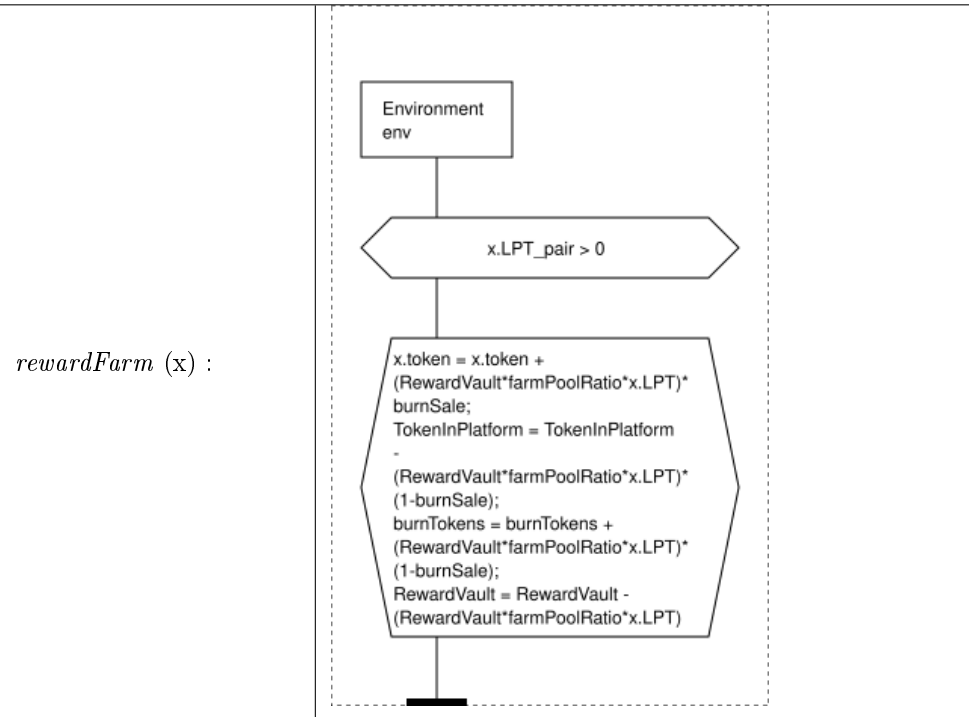 Environment
env
x.LPT_pair > 0
rewardFarm (x) :
x.token = x.token +
(RewardVault*farmPoolRatio*x.LPT)*
burnSale;
TokenInPlatform = TokenInPlatform
-
(RewardVault*farmPoolRatio*x.LPT)*
(1-burnSale);
burnTokens = burnTokens +
(RewardVault*farmPoolRatio*x.LPT)*
(1-burnSale);
RewardVault = RewardVault -
(RewardVault*farmPoolRatio*x.LPT)